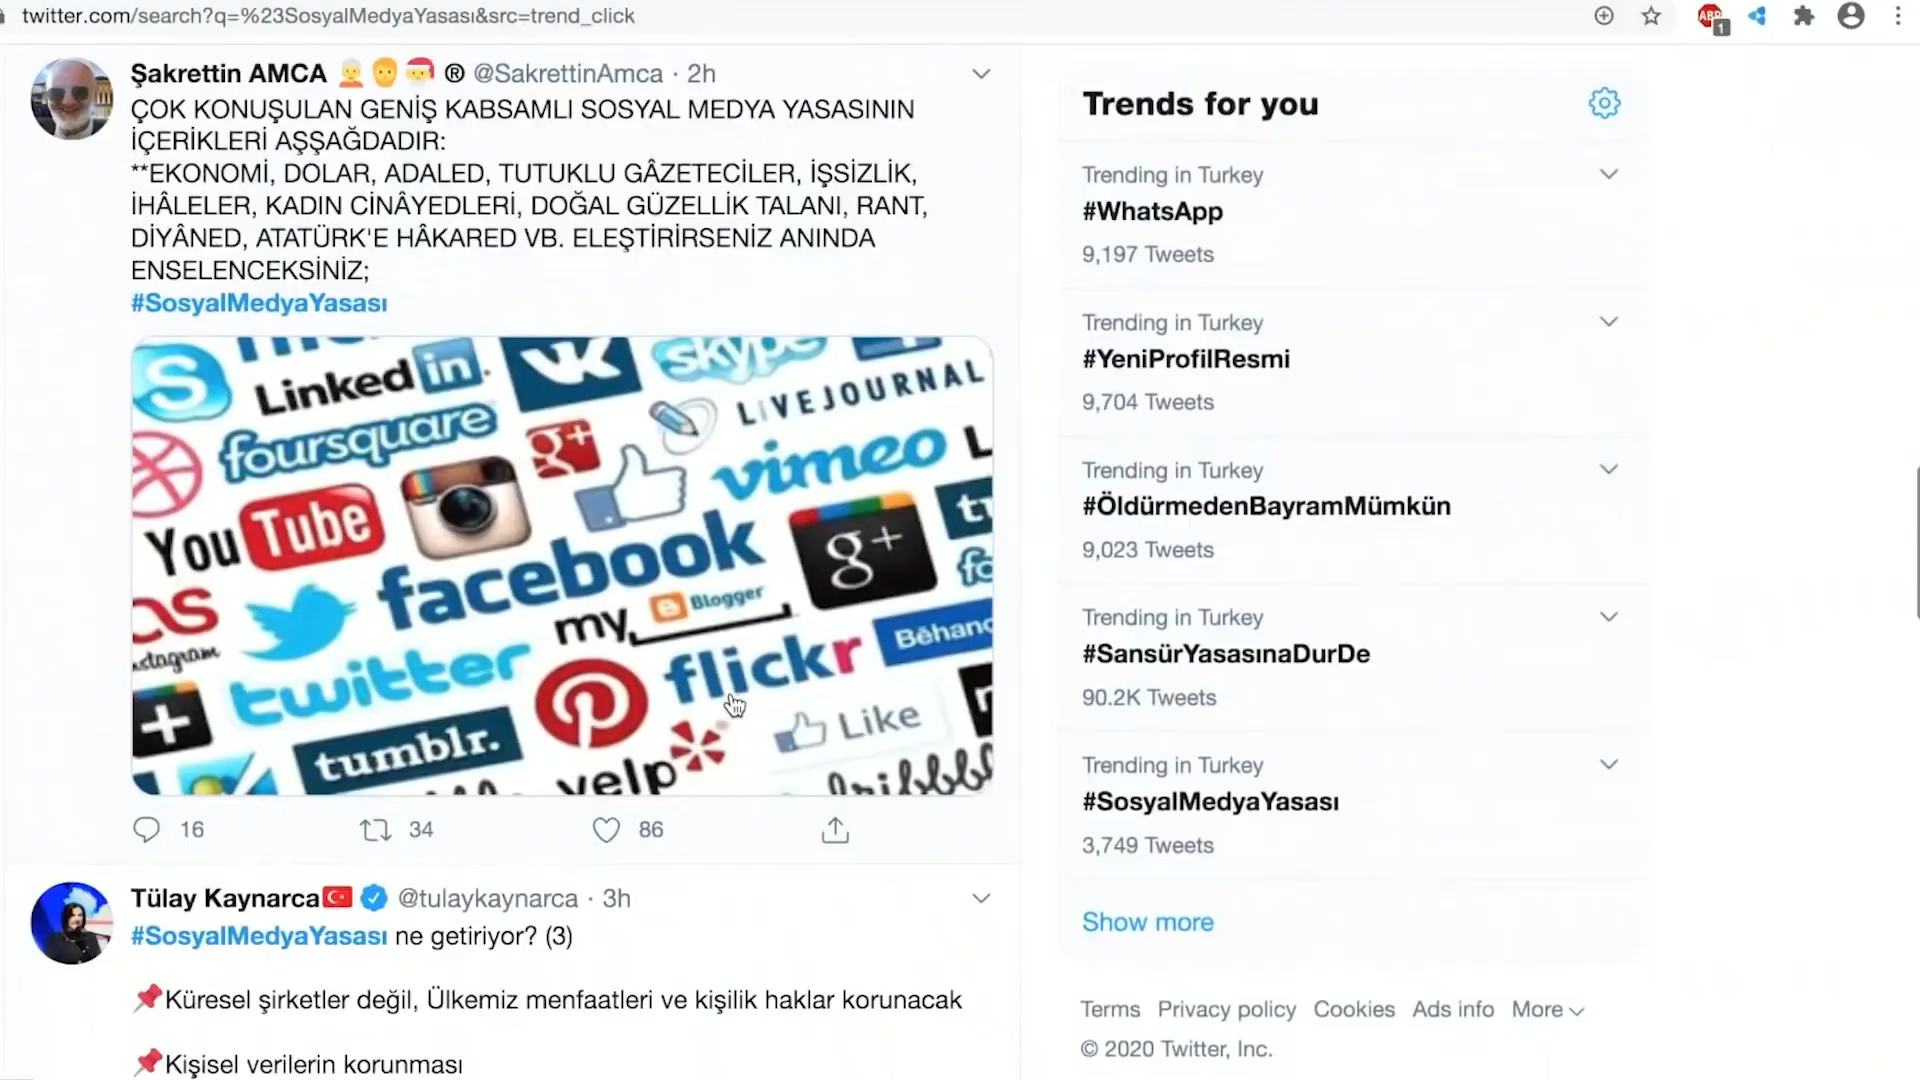 twitter.com/search?q=%23SosyalMedyaYasası&src=trend_click
ABP
1
Şakrettin AMCA ® @SakrettinAmca · 2h
ÇOK KONUŞULAN GENİŞ KABSAMLI SOSYAL MEDYA YASASININ
İÇERİKLERİ AŞŞAĞDADIR:
**EKONOMİ, DOLAR, ADALED, TUTUKLU GÂZETECİLER, İŞSİZLİK,
İHÂLELER, KADIN CİNÂYEDLERİ, DOĞAL GÜZELLİK TALANI, RANT,
DİYÂNED, ATATÜRK'E HÂKARED VB. ELEŞTİRİRSENİZ ANINDA
ENSELENCEKSİNİZ;
#SosyalMedyaYasası
Linked in.
VK
skype
foursquare
g+
LIVEJOURNAL
vimeo
YouTube
facebook
g+
Blogger
my
twitter
flickr
Bēhanc
tumblr.
Like
yelp
16
34
86
Tülay Kaynarca @tulaykaynarca · 3h
#SosyalMedyaYasası ne getiriyor? (3)
Küresel şirketler değil, Ülkemiz menfaatleri ve kişilik haklar korunacak
Kişisel verilerin korunması
Trends for you
Trending in Turkey
#WhatsApp
9,197 Tweets
Trending in Turkey
#YeniProfilResmi
9,704 Tweets
Trending in Turkey
#ÖldürmedenBayramMümkün
9,023 Tweets
Trending in Turkey
#SansürYasasınaDurDe
90.2K Tweets
Trending in Turkey
#SosyalMedyaYasası
3,749 Tweets
Show more
Terms Privacy policy Cookies Ads info More
© 2020 Twitter, Inc.